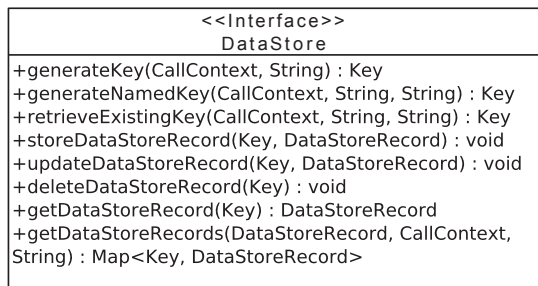 <<Interface>>
DataStore
+generateKey(CallContext, String) : Key
+generateNamedKey(CallContext, String, String) : Key
+retrieveExistingKey(CallContext, String, String) : Key
+storeDataStoreRecord(Key, DataStoreRecord) : void
+updateDataStoreRecord(Key, DataStoreRecord) : void
+deleteDataStoreRecord(Key) : void
+getDataStoreRecord(Key) : DataStoreRecord
+getDataStoreRecords(DataStoreRecord, CallContext,
String) : Map<Key, DataStoreRecord>